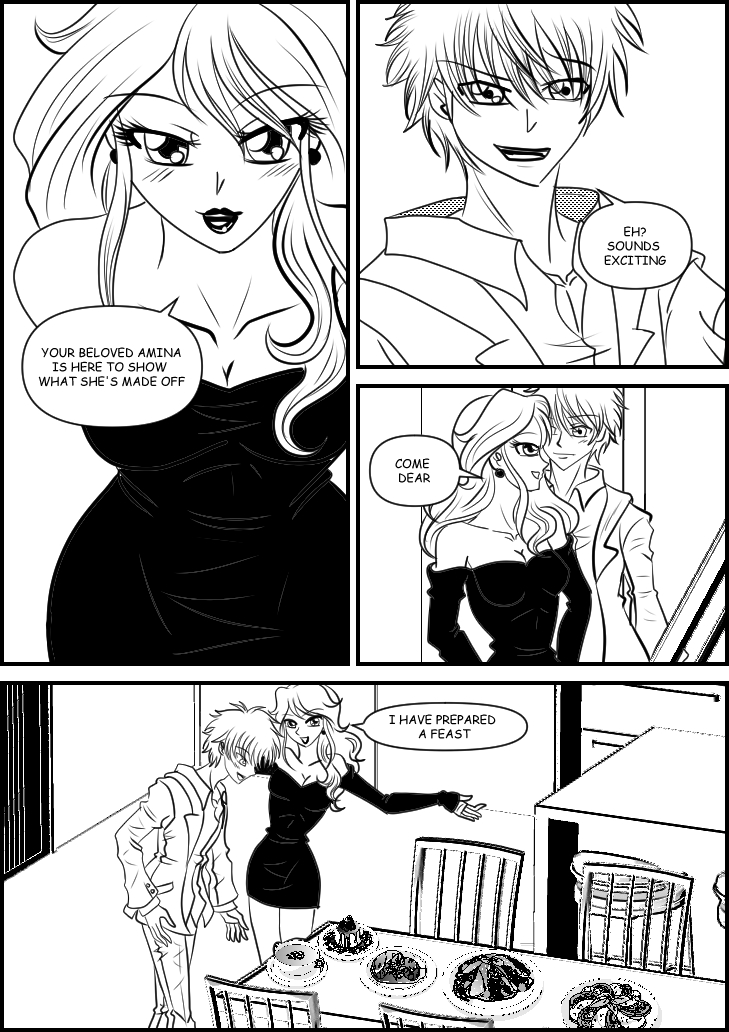 YOUR BELOVED AMINA
IS HERE TO SHOW
WHAT SHE'S MADE OFF
EH?
SOUNDS
EXCITING
COME
DEAR
I HAVE PREPARED
A FEAST